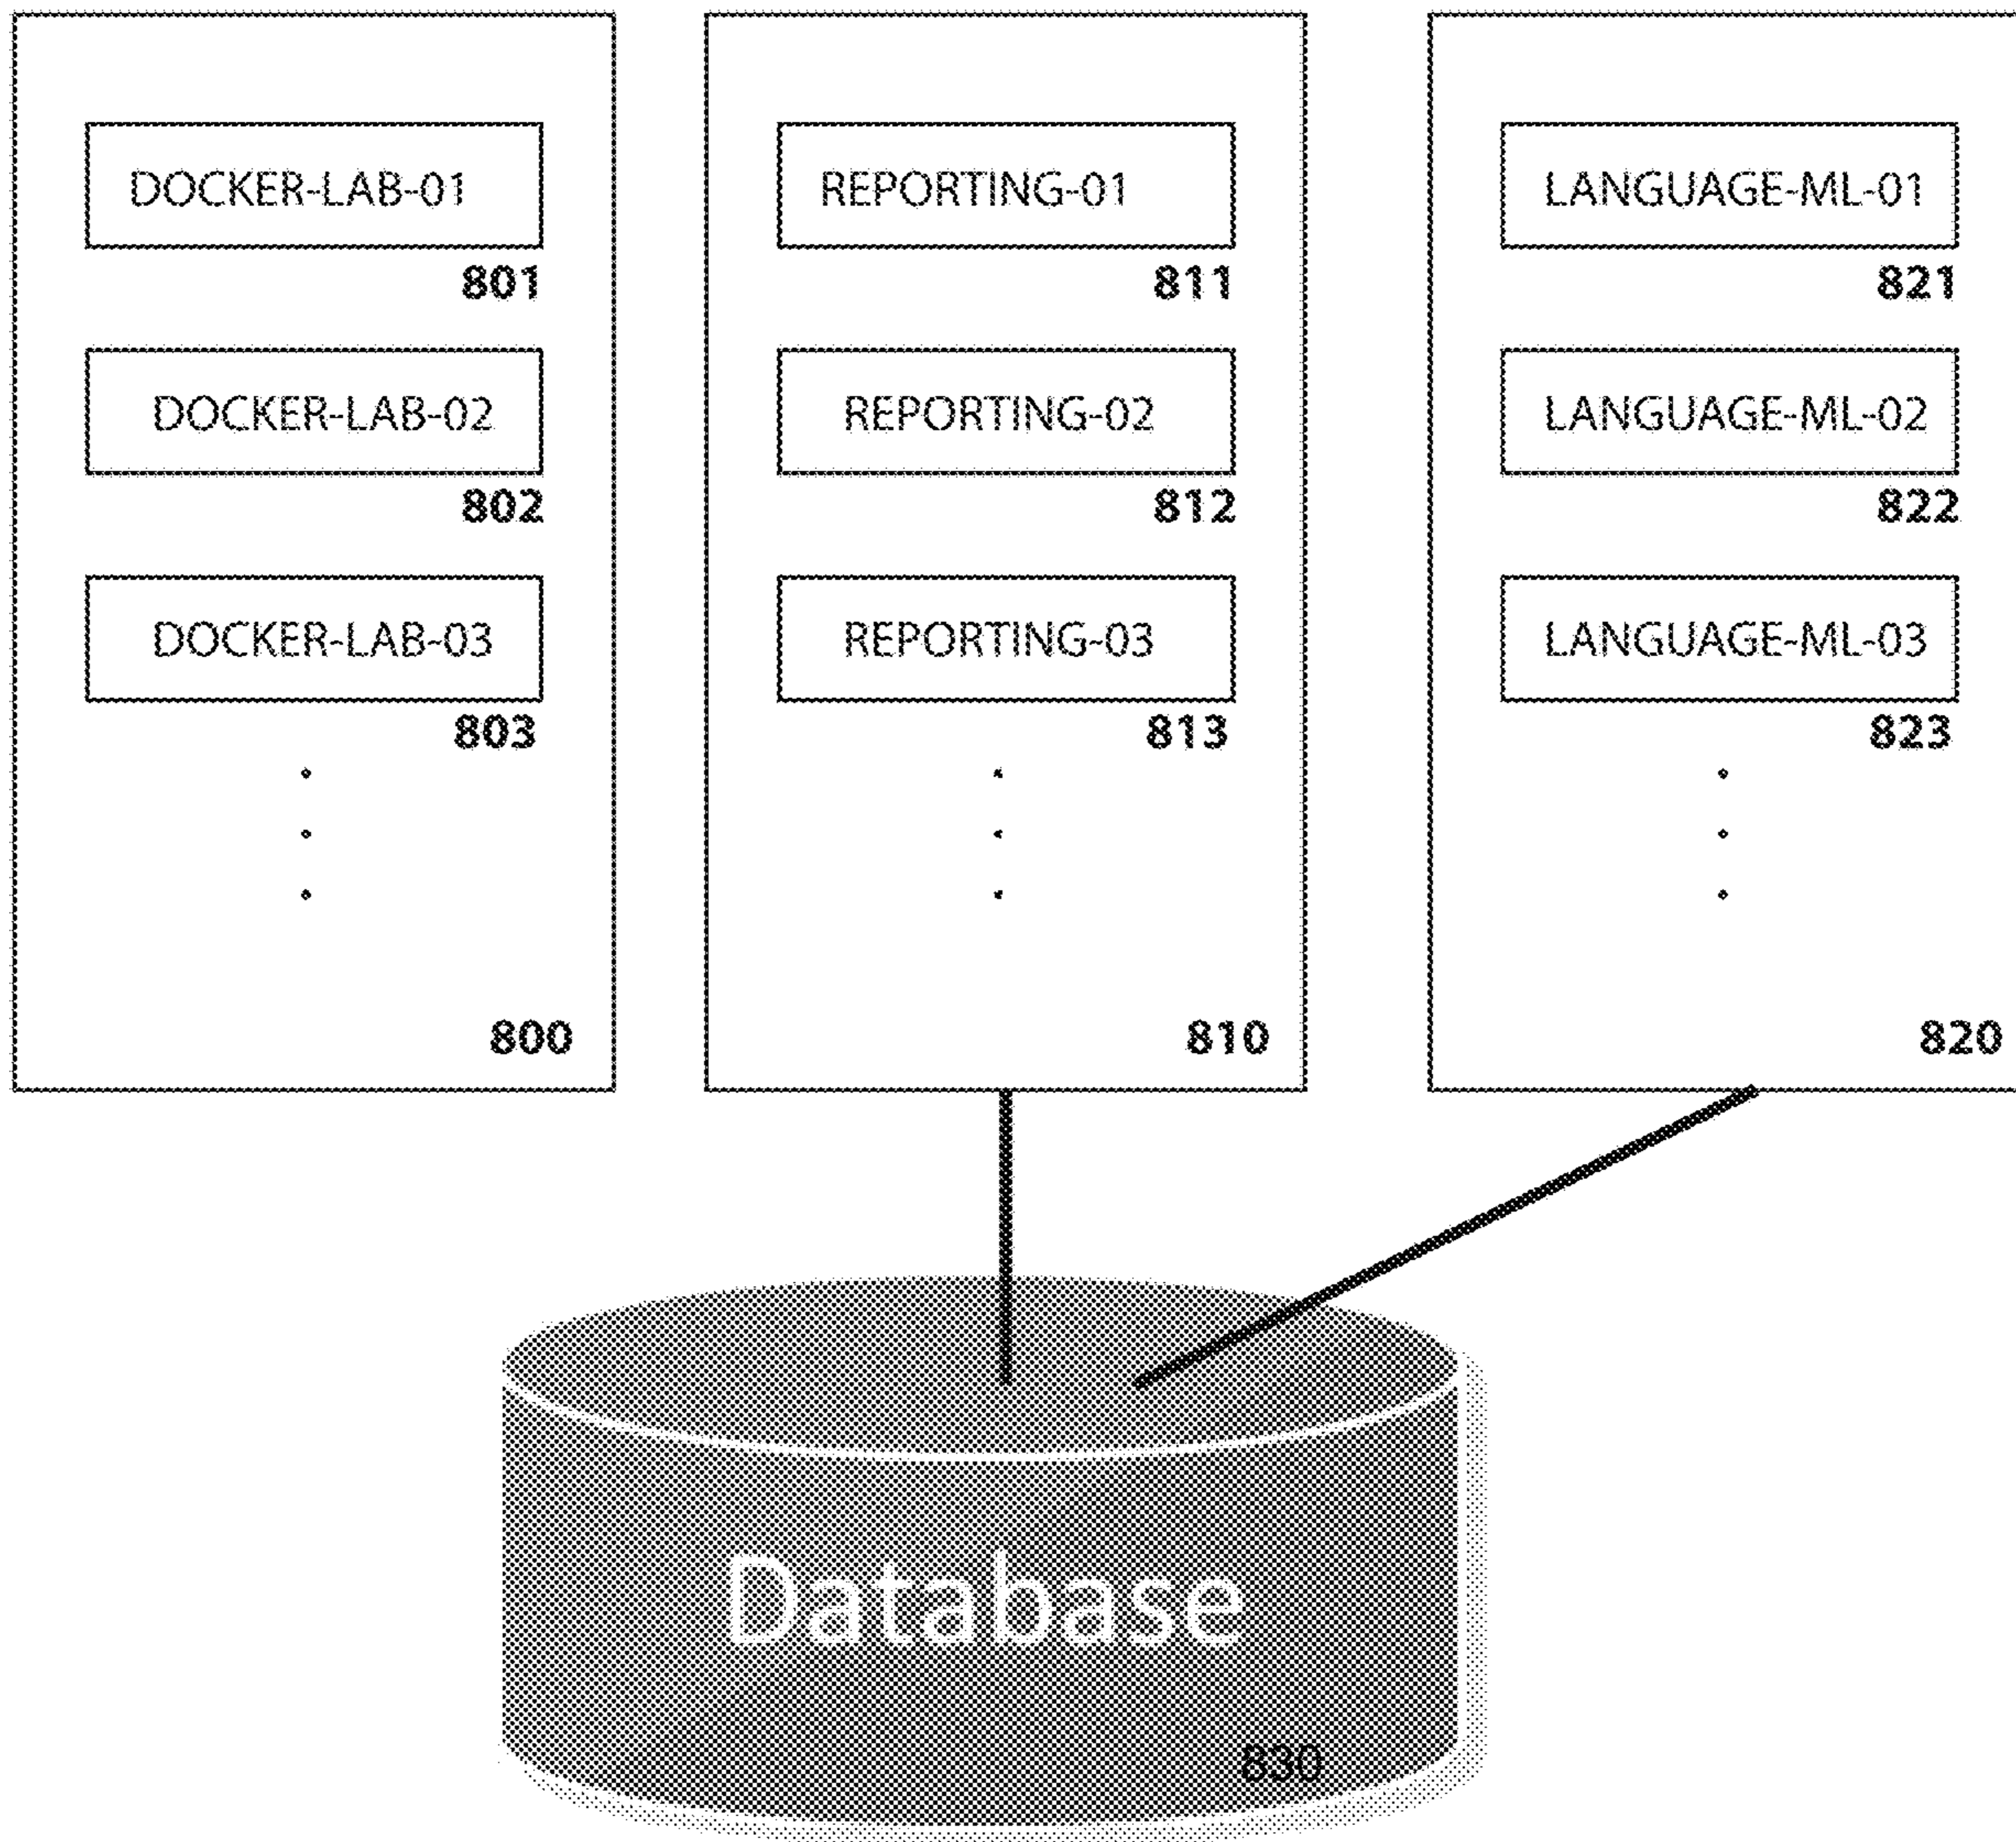 DOCKER-LAB-01
801
DOCKER-LAB-02
802
DOCKER-LAB-03
803
800
REPORTING-01
811
REPORTING-02
812
REPORTING-03
813
810
LANGUAGE-ML-01
821
LANGUAGE-ML-02
822
LANGUAGE-ML-03
823
820
Database
830